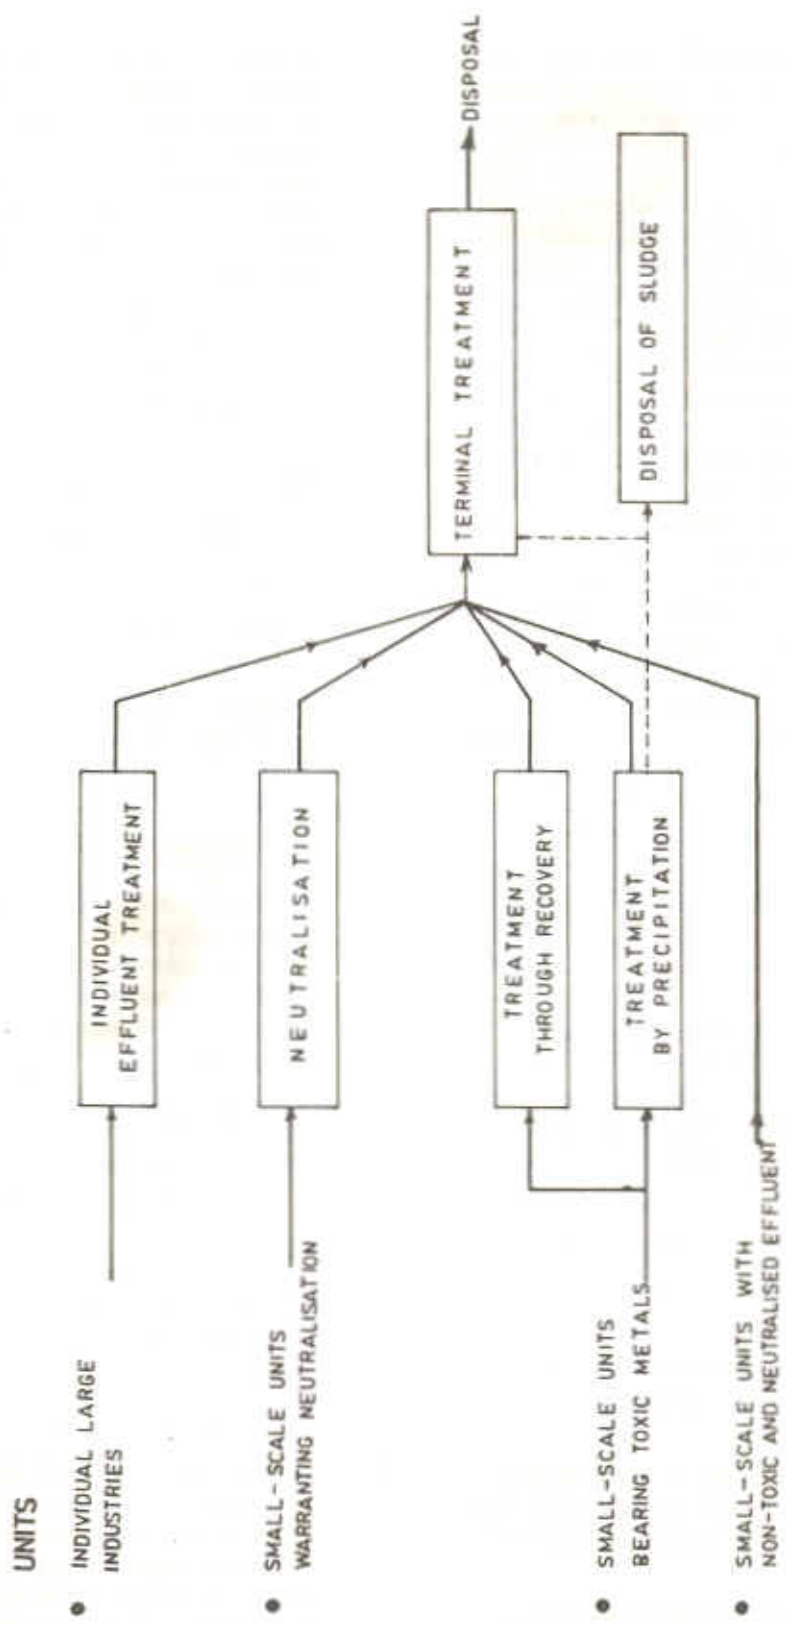 UNITS
● INDIVIDUAL LARGE
INDUSTRIES
INDIVIDUAL
EFFLUENT TREATMENT
● SMALL-SCALE UNITS
WARRANTING NEUTRALISATION
NEUTRALISATION
● SMALL-SCALE UNITS
BEARING TOXIC METALS
TREATMENT
THROUGH RECOVERY
TREATMENT
BY PRECIPITATION
● SMALL-SCALE UNITS WITH
NON-TOXIC AND NEUTRALISED EFFLUENT
TERMINAL TREATMENT
DISPOSAL
DISPOSAL OF SLUDGE